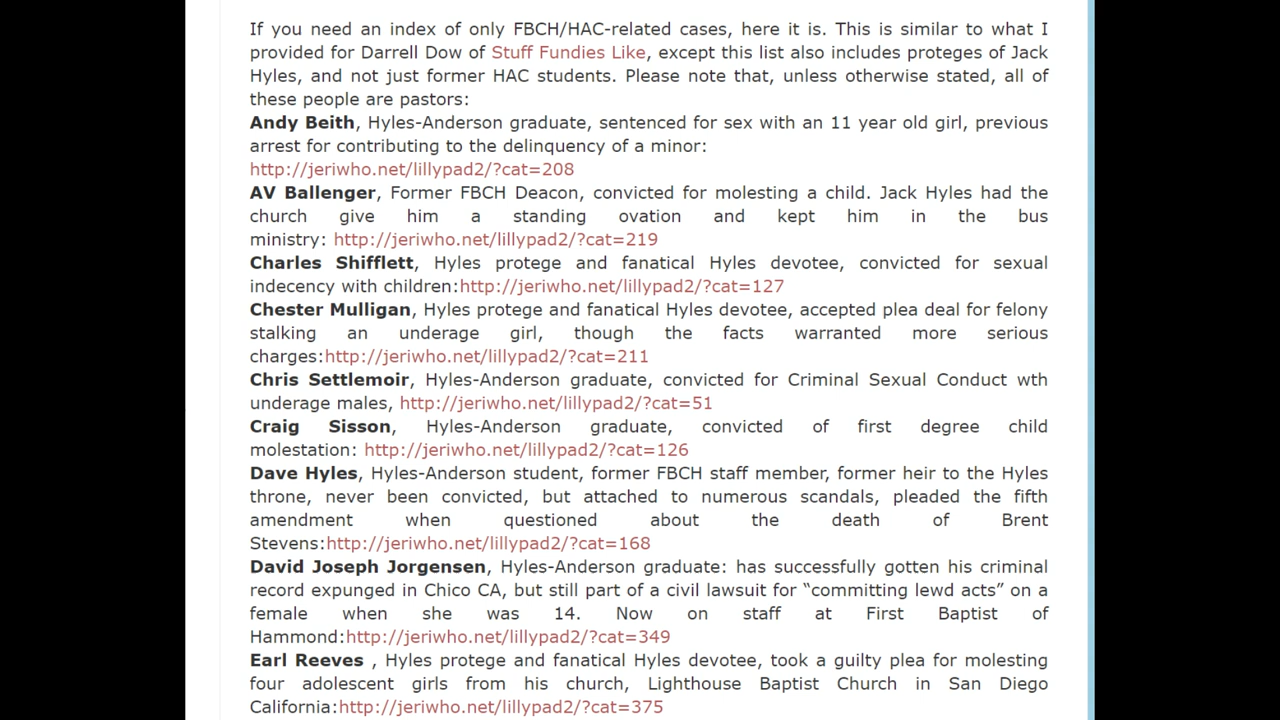 If you need an index of only FBCH/HAC-related cases, here it is. This is similar to what I
provided for Darrell Dow of Stuff Fundies Like, except this list also includes proteges of Jack
Hyles, and not just former HAC students. Please note that, unless otherwise stated, all of
these people are pastors:
Andy Beith, Hyles-Anderson graduate, sentenced for sex with an 11 year old girl, previous
arrest for contributing to the delinquency of a minor:
http://jeriwho.net/lillypad2/?cat=208
AV Ballenger, Former FBCH Deacon, convicted for molesting a child. Jack Hyles had the
church give him a standing ovation and kept him in the bus
ministry: http://jeriwho.net/lillypad2/?cat=219
Charles Shifflett, Hyles protege and fanatical Hyles devotee, convicted for sexual
indecency with children:http://jeriwho.net/lillypad2/?cat=127
Chester Mulligan, Hyles protege and fanatical Hyles devotee, accepted plea deal for felony
stalking an underage girl, though the facts warranted more serious
charges:http://jeriwho.net/lillypad2/?cat=211
Chris Settlemoir, Hyles-Anderson graduate, convicted for Criminal Sexual Conduct wth
underage males, http://jeriwho.net/lillypad2/?cat=51
Craig Sisson, Hyles-Anderson graduate, convicted of first degree child
molestation: http://jeriwho.net/lillypad2/?cat=126
Dave Hyles, Hyles-Anderson student, former FBCH staff member, former heir to the Hyles
throne, never been convicted, but attached to numerous scandals, pleaded the fifth
amendment when questioned about the death of Brent
Stevens:http://jeriwho.net/lillypad2/?cat=168
David Joseph Jorgensen, Hyles-Anderson graduate: has successfully gotten his criminal
record expunged in Chico CA, but still part of a civil lawsuit for “committing lewd acts” on a
female when she was 14. Now on staff at First Baptist of
Hammond:http://jeriwho.net/lillypad2/?cat=349
Earl Reeves , Hyles protege and fanatical Hyles devotee, took a guilty plea for molesting
four adolescent girls from his church, Lighthouse Baptist Church in San Diego
California:http://jeriwho.net/lillypad2/?cat=375